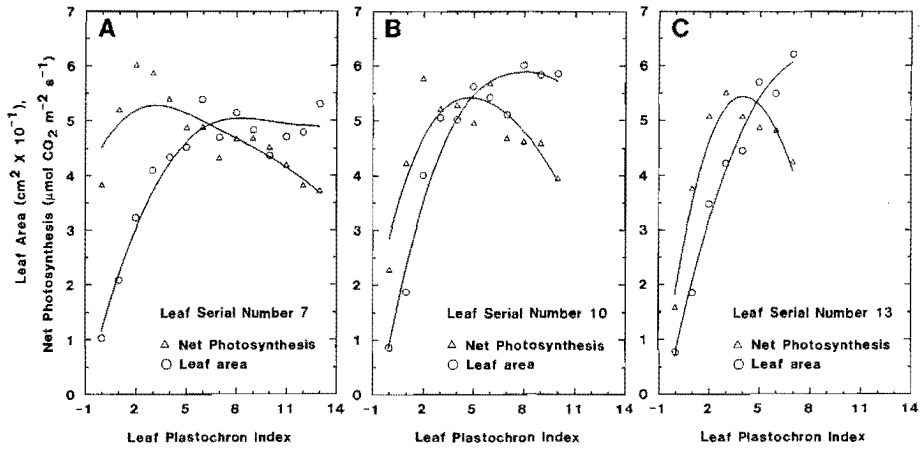 Leaf Area (cm² X 10⁻¹),
Net Photosynthesis (μmol CO₂ m⁻² s⁻¹)
A
7
6
5
4
3
2
1
0
Leaf Serial Number 7
△ Net Photosynthesis
○ Leaf area
-1 2 5 8 11 14
Leaf Plastochron Index
B
7
6
5
4
3
2
1
0
Leaf Serial Number 10
△ Net Photosynthesis
○ Leaf area
-1 2 5 8 11 14
Leaf Plastochron Index
C
7
6
5
4
3
2
1
0
Leaf Serial Number 13
△ Net Photosynthesis
○ Leaf area
-1 2 5 8 11 14
Leaf Plastochron Index